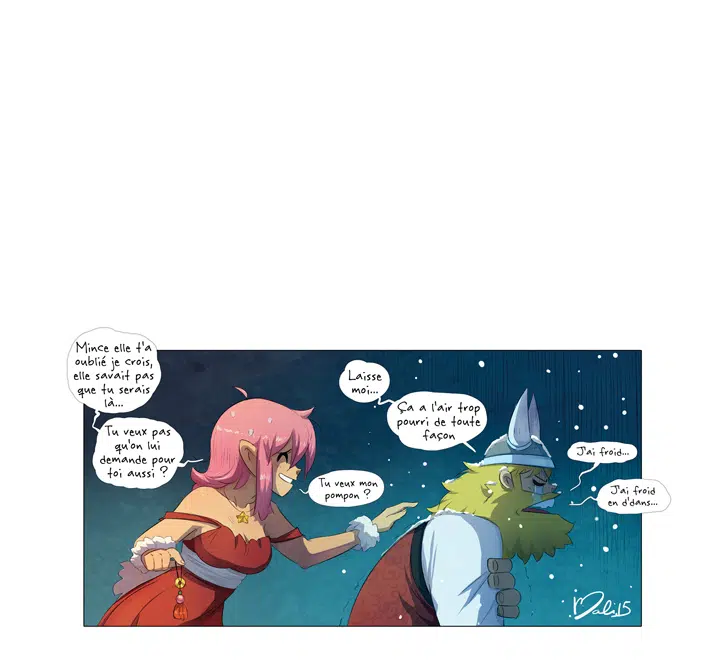 Mince elle t'a
oublié je crois,
elle savait pas
que tu serais
là...
Tu veux pas
qu'on lui
demande pour
toi aussi ?
Tu veux mon
pompon ?
Laisse
moi...
Ça a l'air trop
pourri de toute
façon
J'ai froid...
J'ai froid
en d'dans...
Mali 15